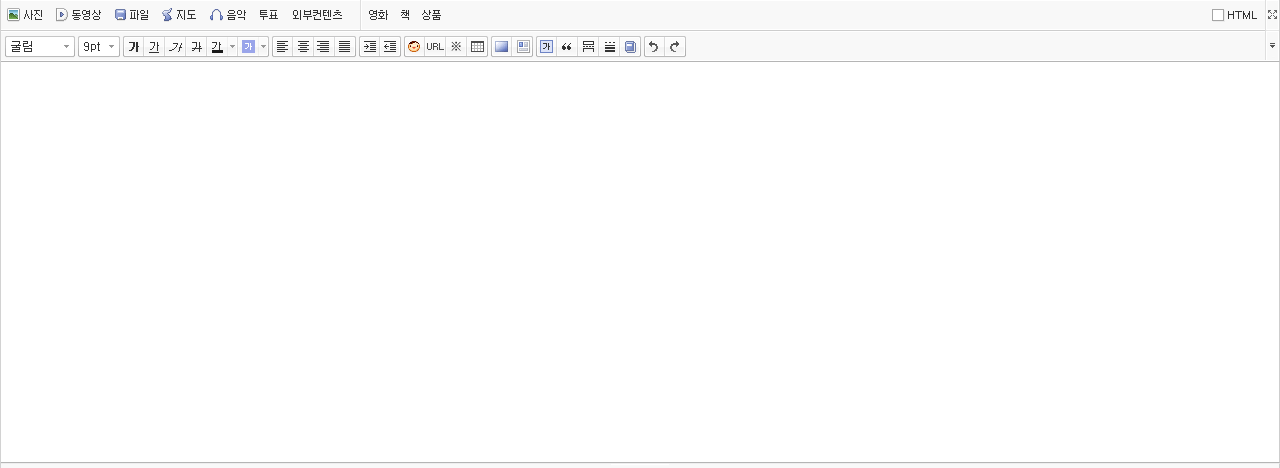 사진 동영상 파일 지도 음악 투표 외부컨텐츠 영화 책 상품 HTML
굴림 9pt 가 가 가 가 가 가 URL ※ 가